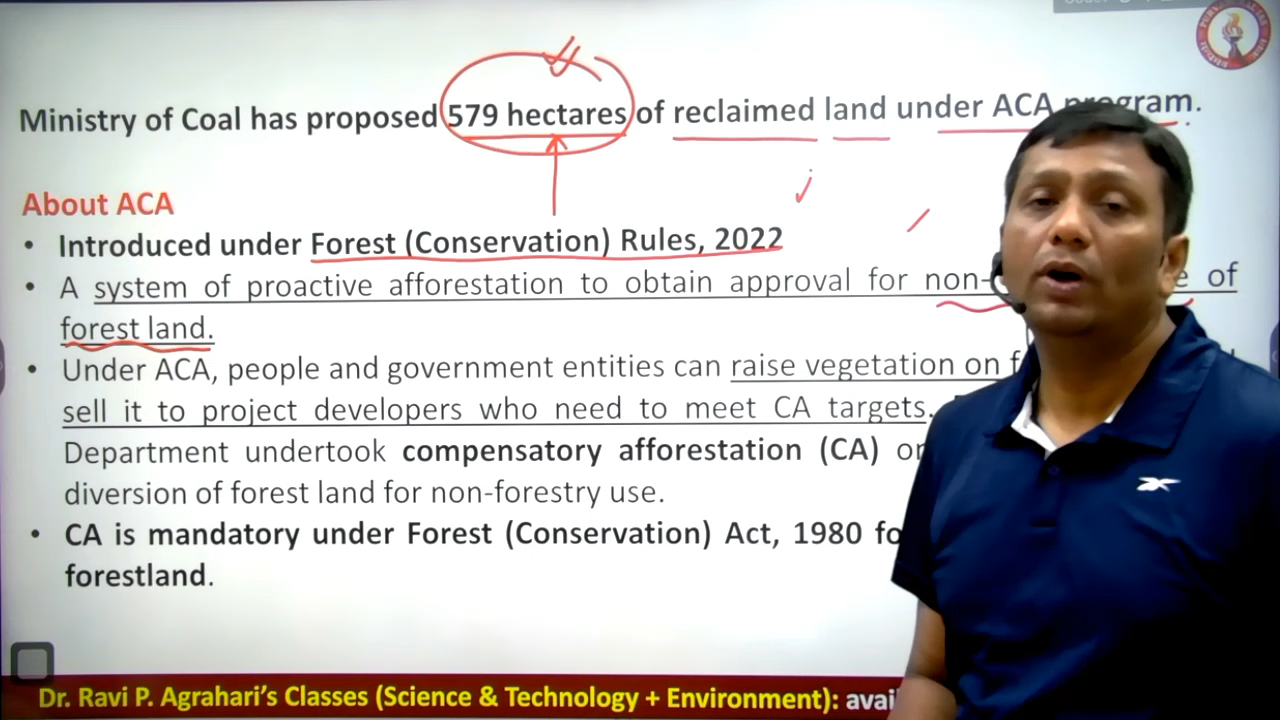 Ministry of Coal has proposed 579 hectares of reclaimed land under ACA program.
About ACA
• Introduced under Forest (Conservation) Rules, 2022
• A system of proactive afforestation to obtain approval for non- of
forest land.
• Under ACA, people and government entities can raise vegetation on
sell it to project developers who need to meet CA targets.
Department undertook compensatory afforestation (CA)
diversion of forest land for non-forestry use.
• CA is mandatory under Forest (Conservation) Act, 1980
forestland.
Dr. Ravi P. Agrahari's Classes (Science & Technology + Environment):